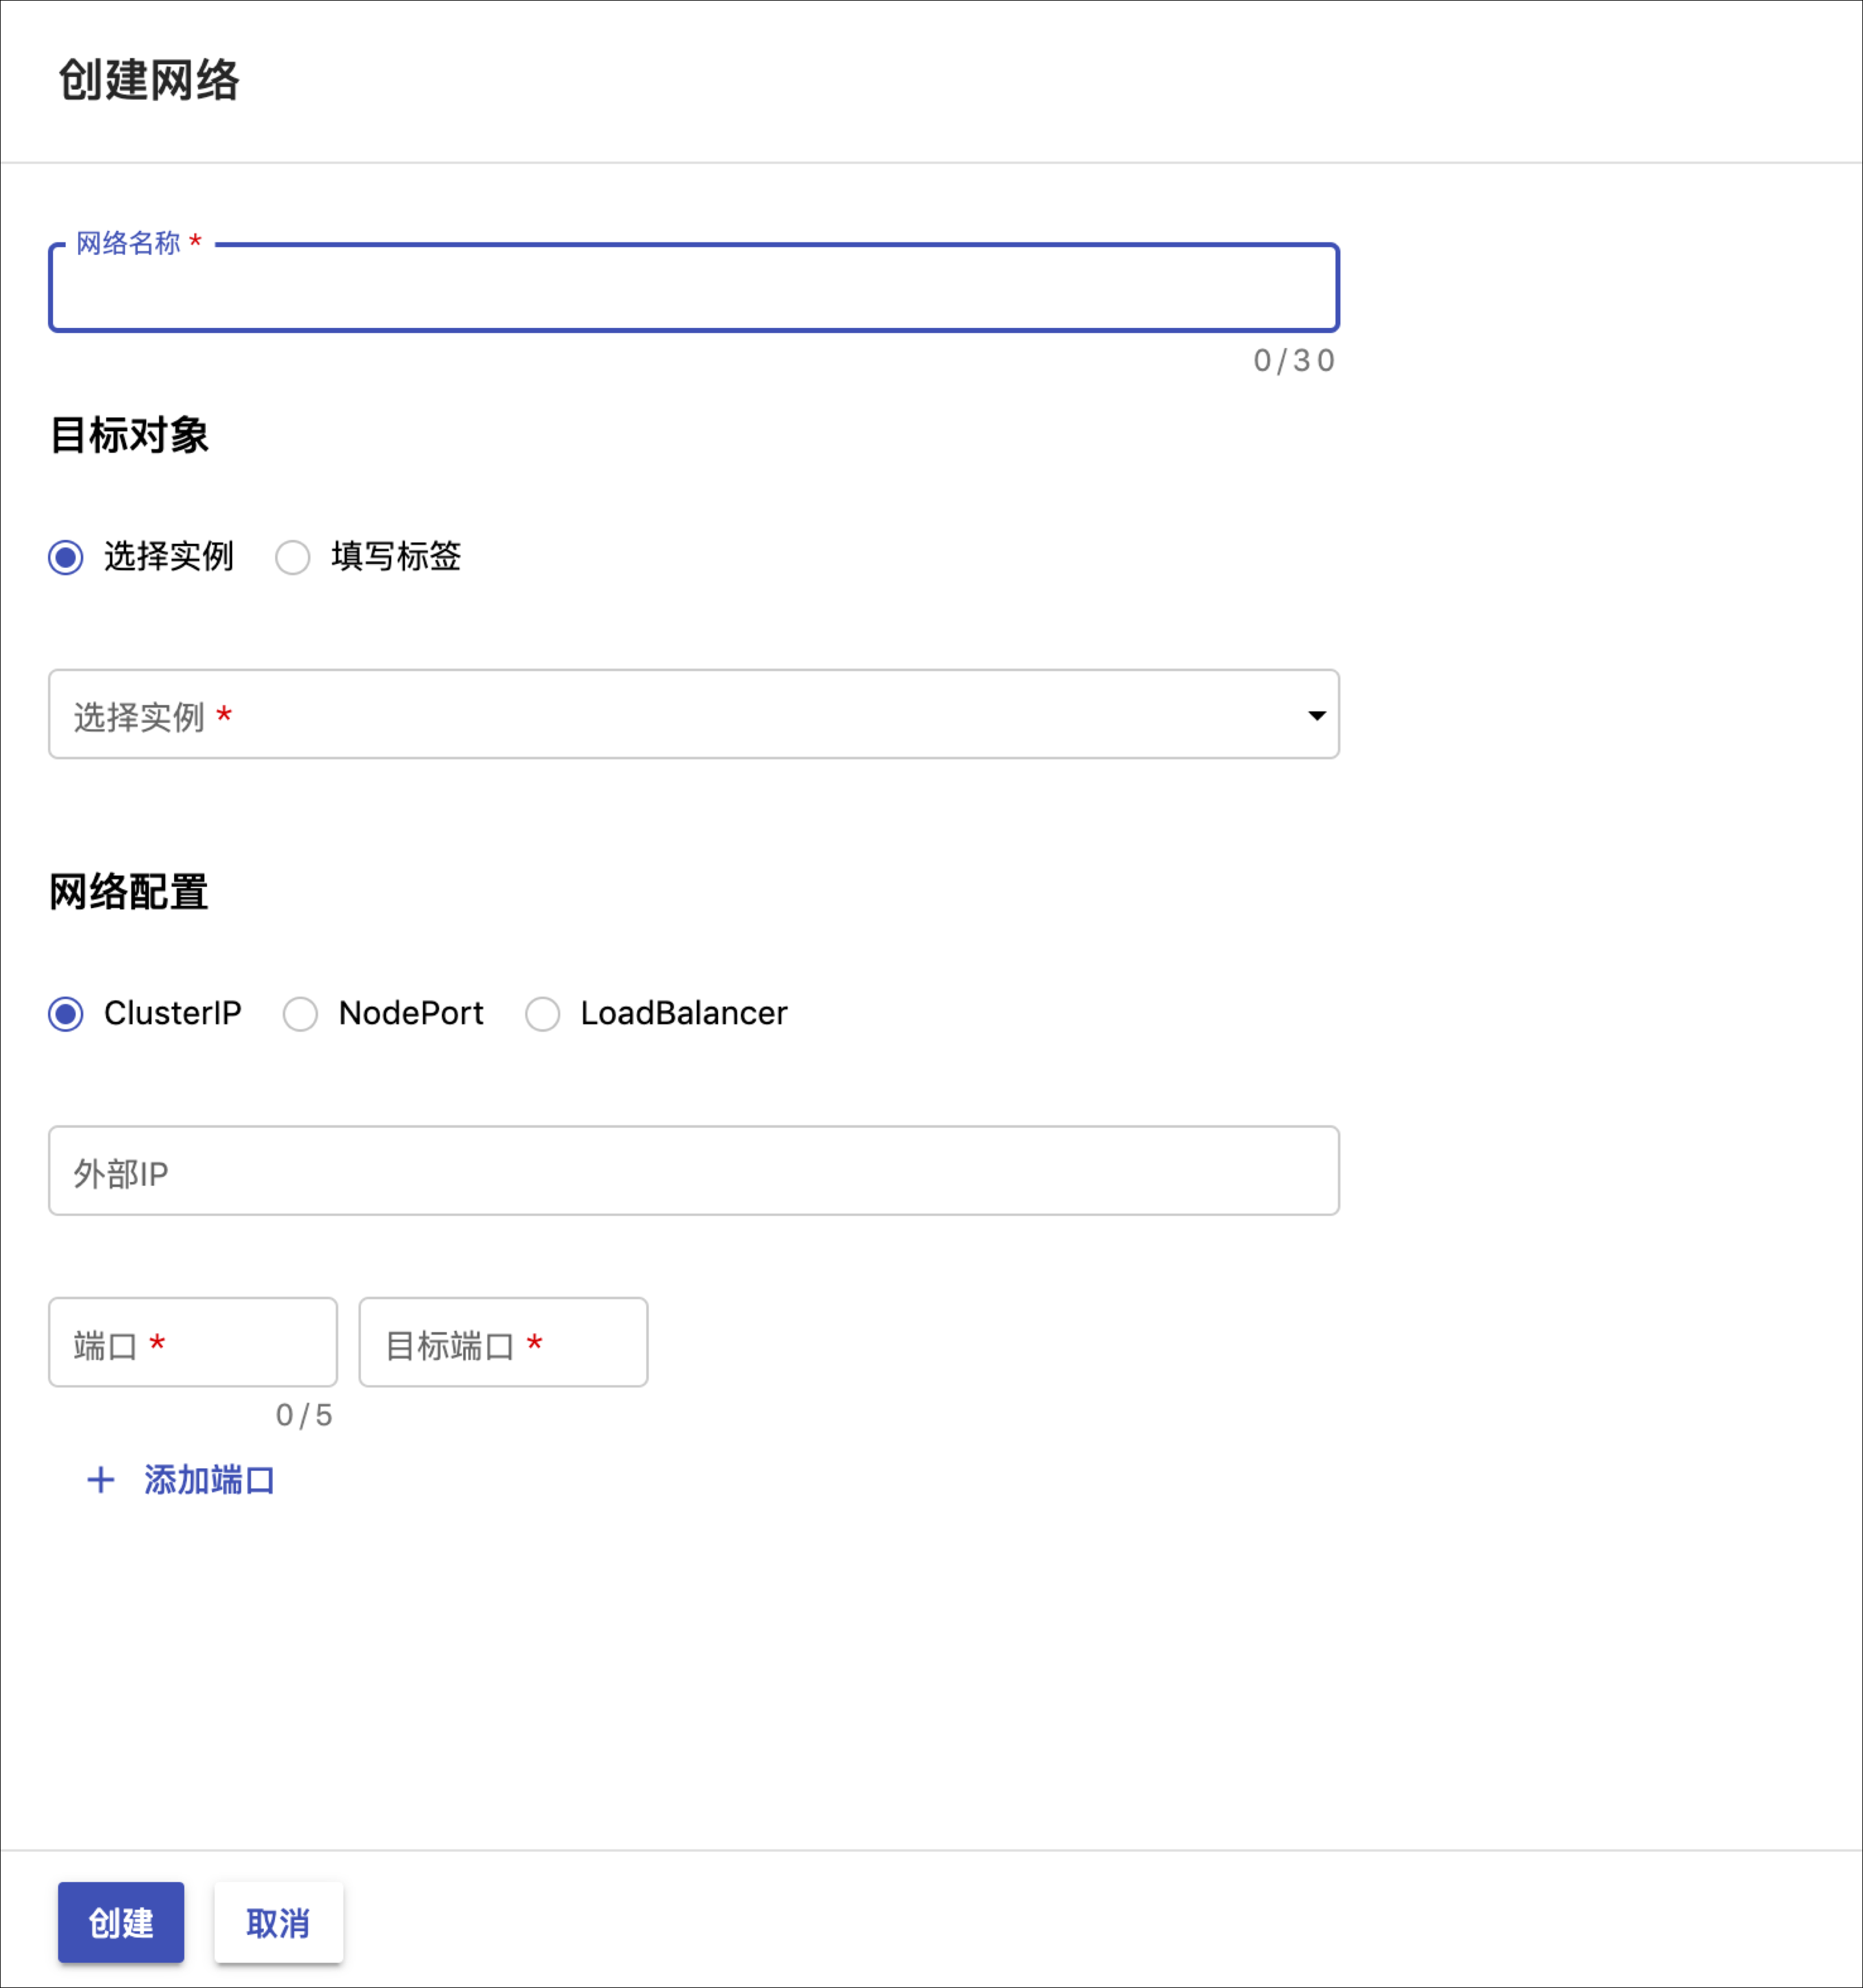 创建网络
网络名称 *
0/30
目标对象
选择实例 填写标签
选择实例 *
网络配置
ClusterIP NodePort LoadBalancer
外部IP
端口 * 目标端口 *
0/5
+ 添加端口
创建 取消